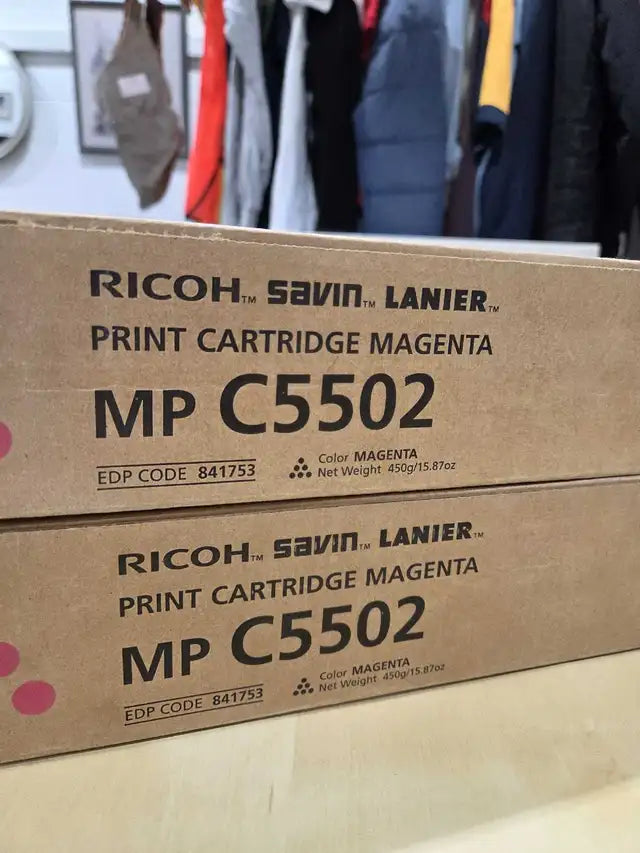 RICOH™ savin™ LANIER™
PRINT CARTRIDGE MAGENTA
MP C5502
EDP CODE 841753
Color MAGENTA
Net Weight 450g/15.87oz
RICOH™ savin™ LANIER™
PRINT CARTRIDGE MAGENTA
MP C5502
EDP CODE 841753
Color MAGENTA
Net Weight 450g/15.87oz